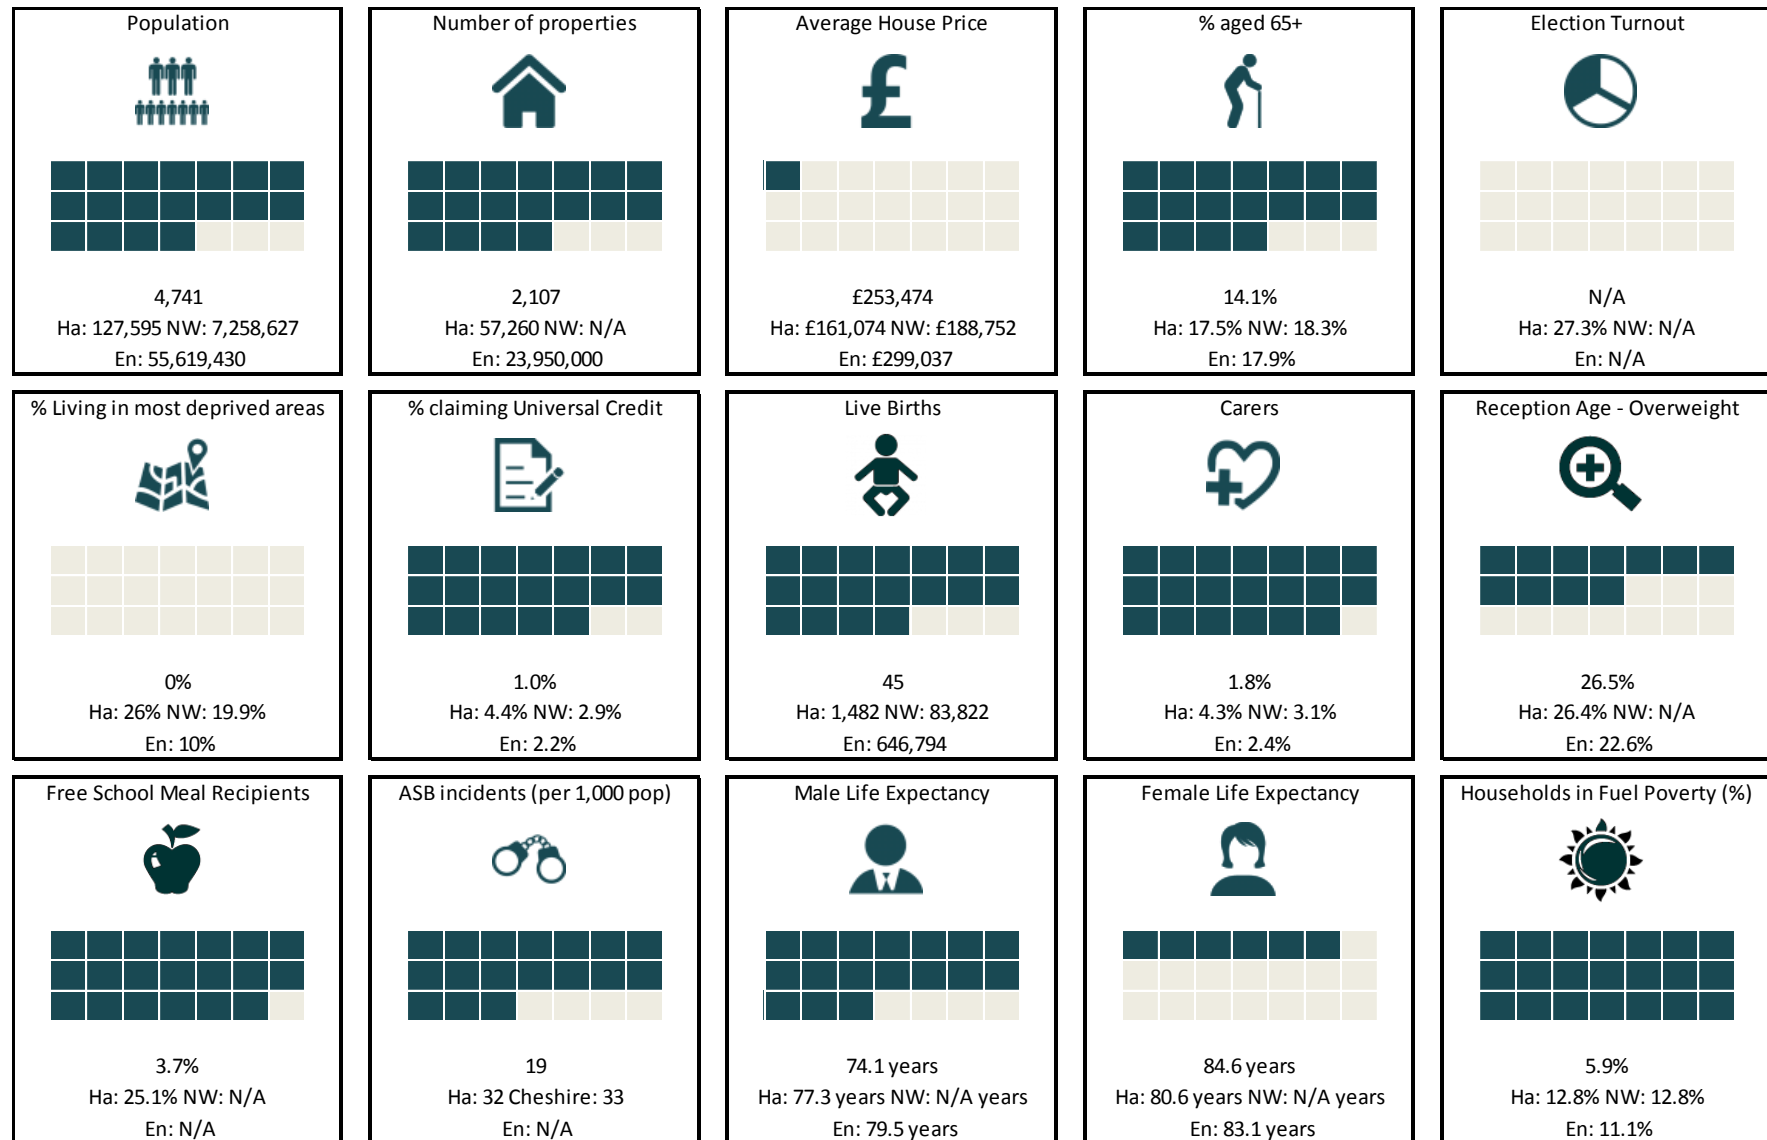 Population
4,741
Ha: 127,595 NW: 7,258,627
En: 55,619,430
Number of properties
2,107
Ha: 57,260 NW: N/A
En: 23,950,000
Average House Price
£
£253,474
Ha: £161,074 NW: £188,752
En: £299,037
% aged 65+
14.1%
Ha: 17.5% NW: 18.3%
En: 17.9%
Election Turnout
N/A
Ha: 27.3% NW: N/A
En: N/A
% Living in most deprived areas
0%
Ha: 26% NW: 19.9%
En: 10%
% claiming Universal Credit
1.0%
Ha: 4.4% NW: 2.9%
En: 2.2%
Live Births
45
Ha: 1,482 NW: 83,822
En: 646,794
Carers
1.8%
Ha: 4.3% NW: 3.1%
En: 2.4%
Reception Age - Overweight
26.5%
Ha: 26.4% NW: N/A
En: 22.6%
Free School Meal Recipients
3.7%
Ha: 25.1% NW: N/A
En: N/A
ASB incidents (per 1,000 pop)
19
Ha: 32 Cheshire: 33
En: N/A
Male Life Expectancy
74.1 years
Ha: 77.3 years NW: N/A years
En: 79.5 years
Female Life Expectancy
84.6 years
Ha: 80.6 years NW: N/A years
En: 83.1 years
Households in Fuel Poverty (%)
5.9%
Ha: 12.8% NW: 12.8%
En: 11.1%